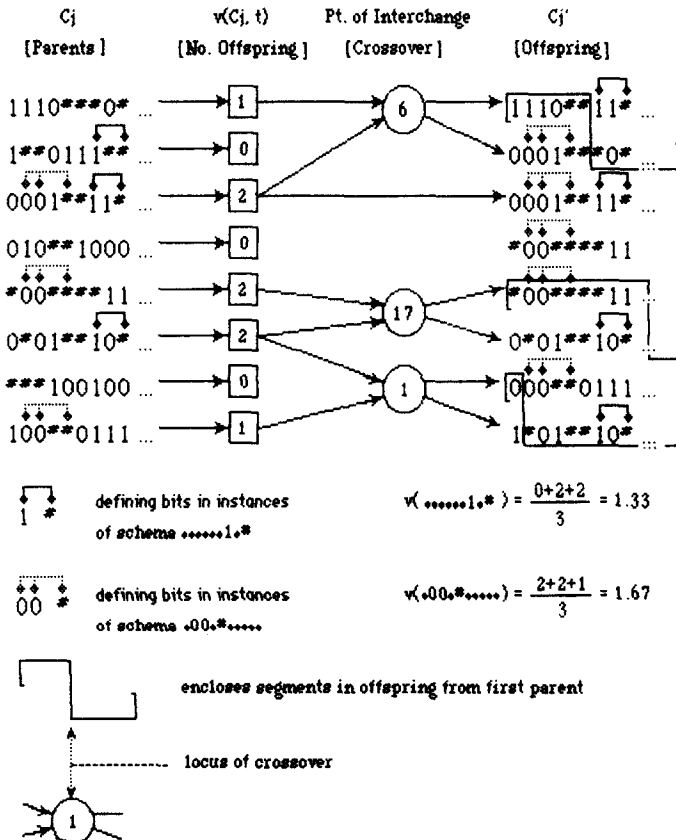 Cj v(Cj, t) Pt. of Interchange Cj'
[Parents] [No. Offspring] [Crossover] [Offspring]
1110###0# ... 1 6 1110##11# ...
1##0111## ... 0 0001###0# ...
0001##11# ... 2 0001##11# ...
010##1000 ... 0 #00####11
#00####11 ... 2 17 #00####11 ...
0#01##10# ... 2 0#01##10# ...
###100100 ... 0 1 000##0111 ...
100##0111 ... 1 1#01##10# ...
1 # defining bits in instances v(••••••1•#) = 0+2+2 / 3 = 1.33
of schema ••••••1•#
00 # defining bits in instances v(•00•#•••••) = 2+2+1 / 3 = 1.67
of schema •00•#•••••
encloses segments in offspring from first parent
locus of crossover
1